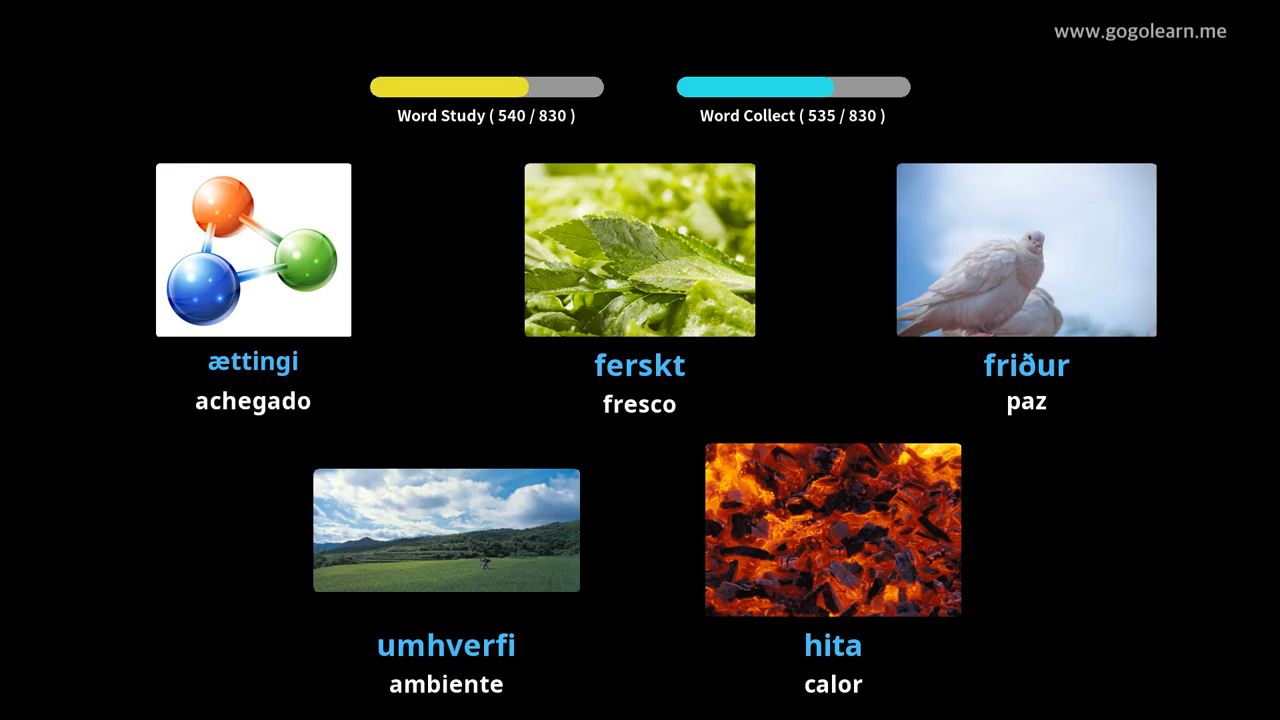 www.gogolearn.me
Word Study ( 540 / 830 )
Word Collect ( 535 / 830 )
ættingi
achegado
ferskt
fresco
friður
paz
umhverfi
ambiente
hita
calor